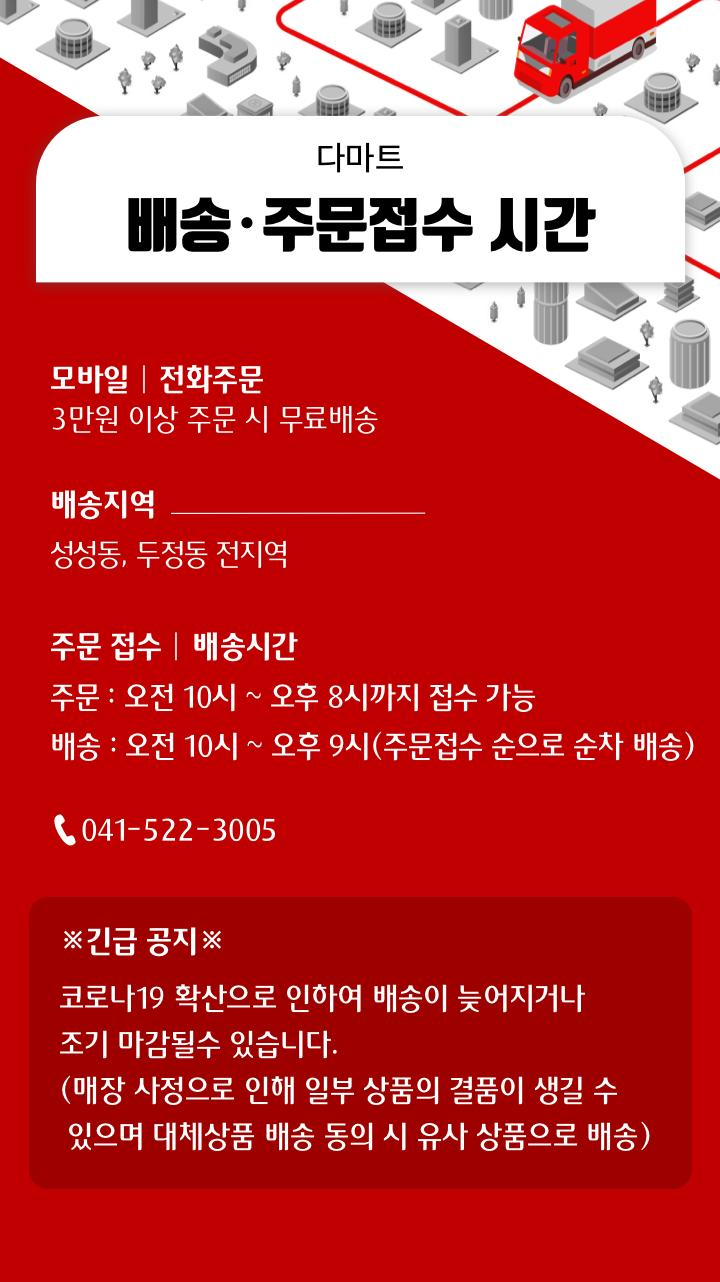 다마트
배송·주문접수 시간
모바일 | 전화주문
3만원 이상 주문 시 무료배송
배송지역
성성동, 두정동 전지역
주문 접수 | 배송시간
주문 : 오전 10시 ~ 오후 8시까지 접수 가능
배송 : 오전 10시 ~ 오후 9시(주문접수 순으로 순차 배송)
041-522-3005
※긴급 공지※
코로나19 확산으로 인하여 배송이 늦어지거나
조기 마감될수 있습니다.
(매장 사정으로 인해 일부 상품의 결품이 생길 수
있으며 대체상품 배송 동의 시 유사 상품으로 배송)